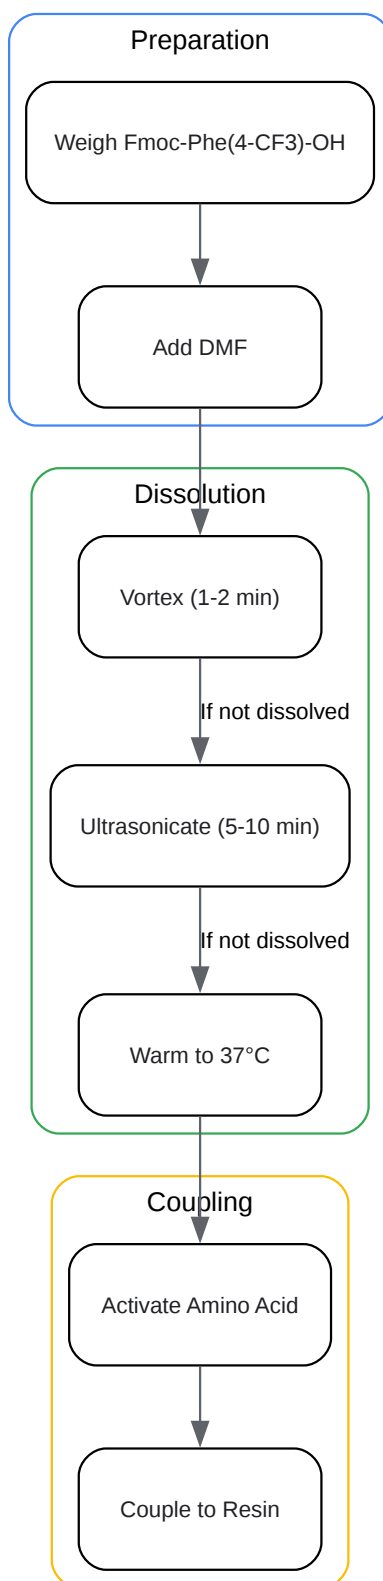 Preparation
Weigh Fmoc-Phe(4-CF3)-OH
Add DMF
Dissolution
Vortex (1-2 min)
If not dissolved
Ultrasonicate (5-10 min)
If not dissolved
Warm to 37°C
Coupling
Activate Amino Acid
Couple to Resin